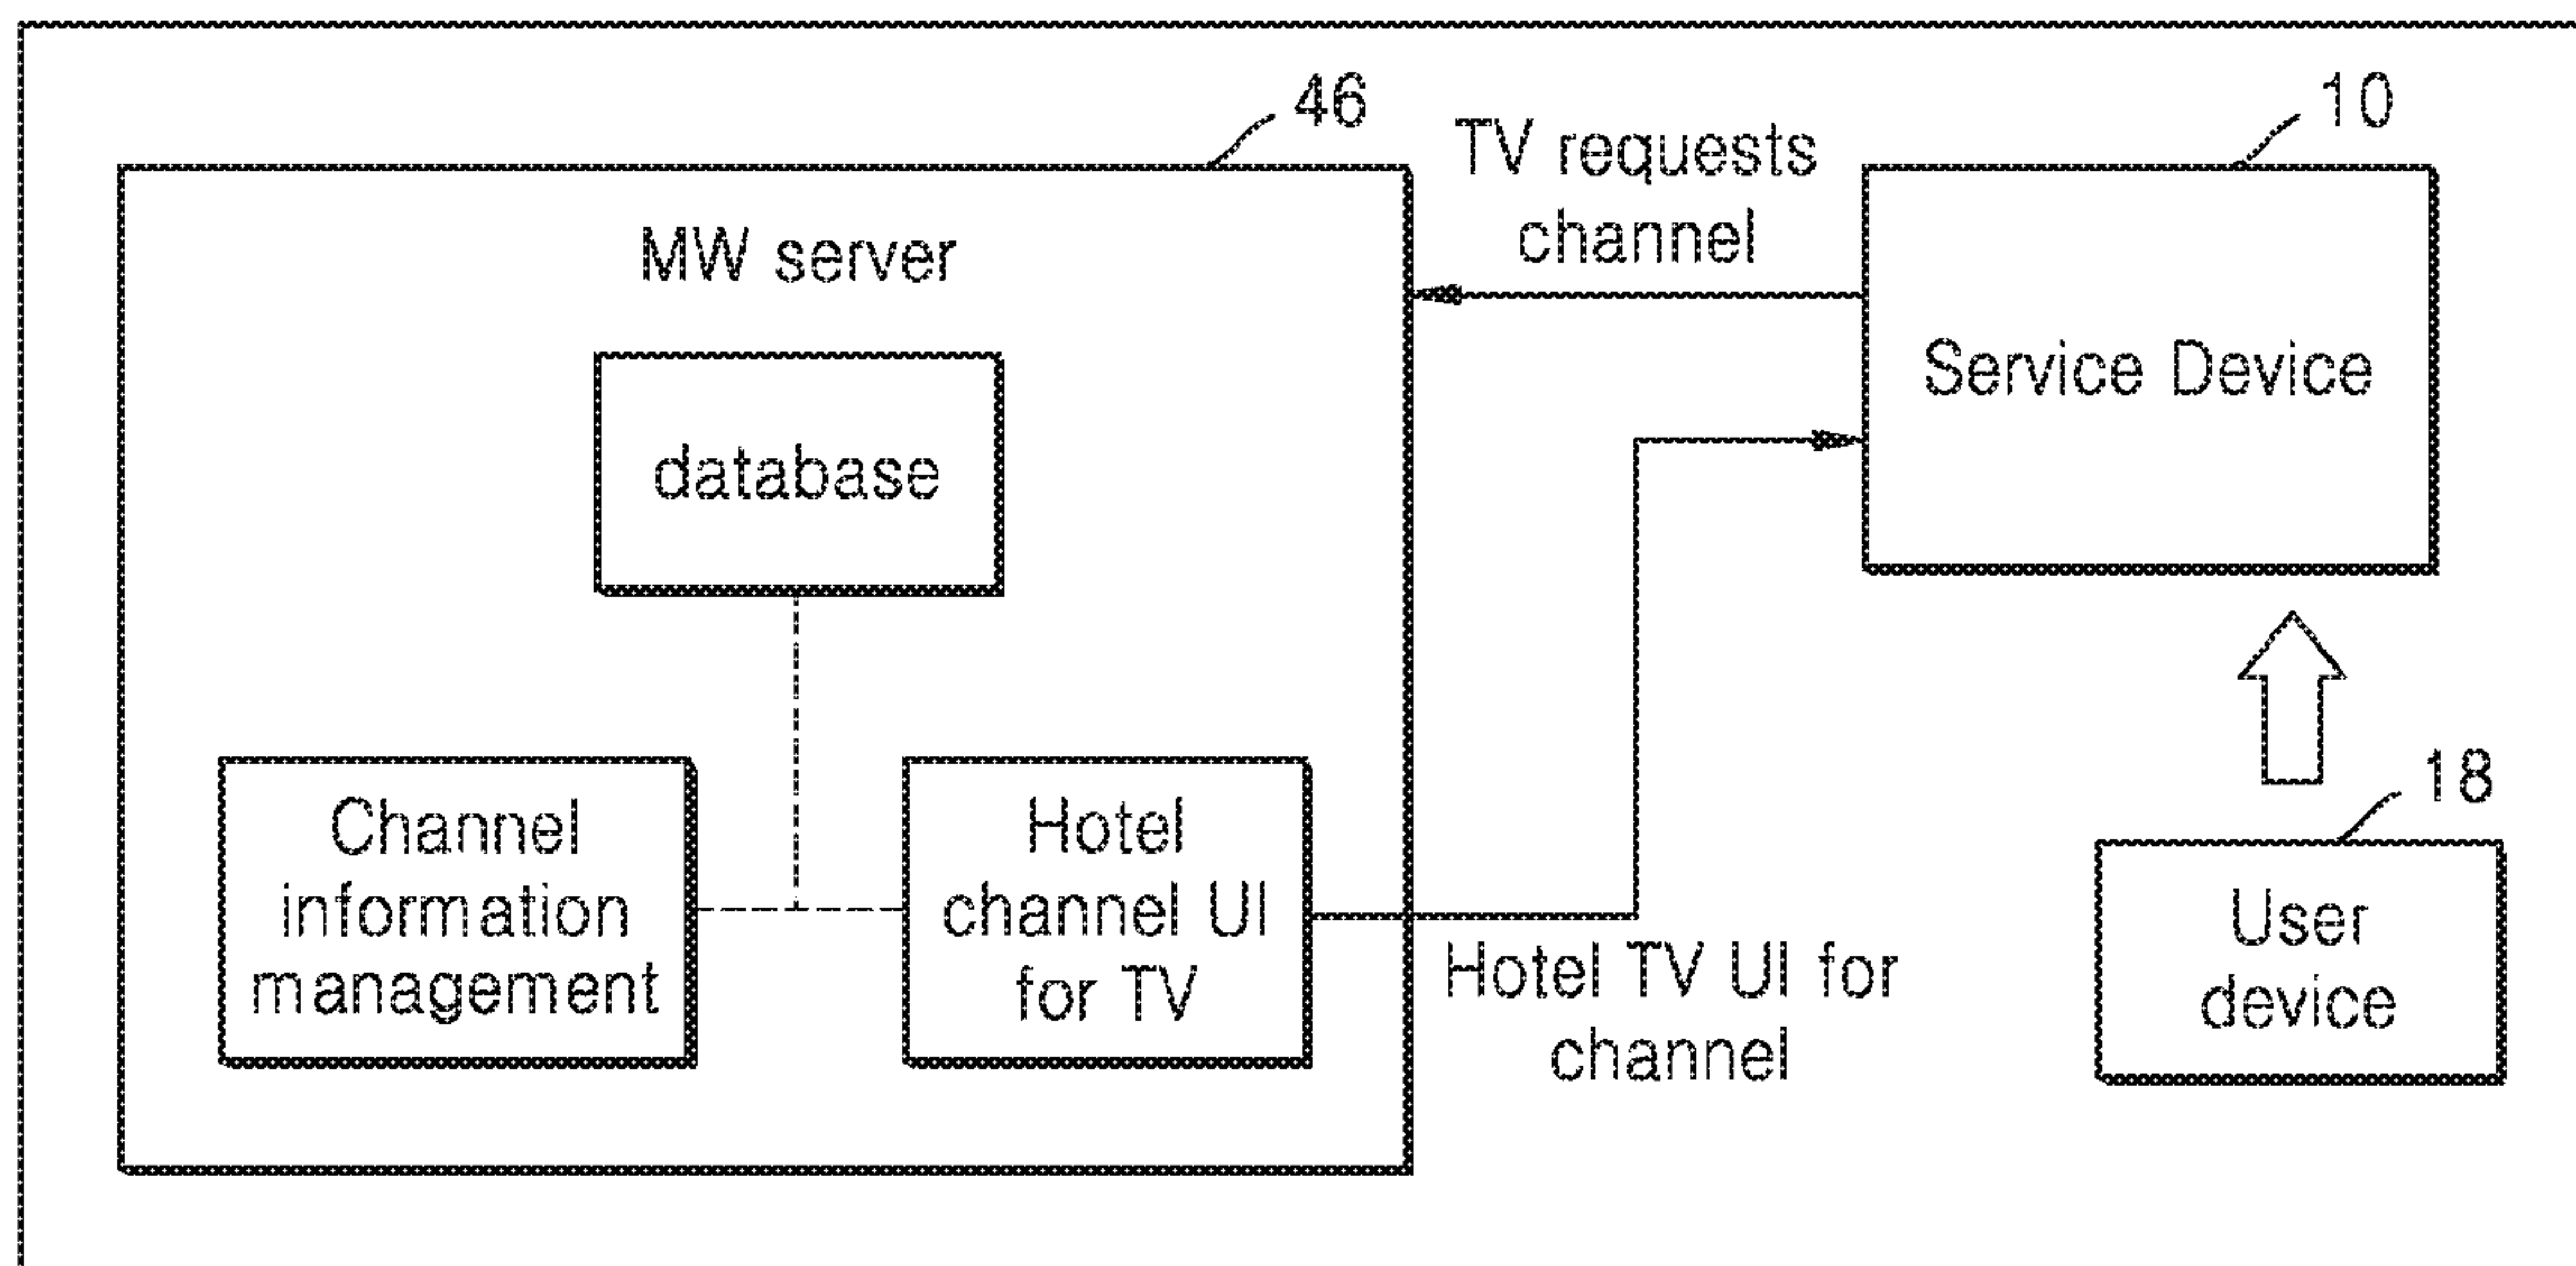 46
10
TV requests
channel
MW server
Service Device
database
18
Channel
information
management
Hotel
channel UI
for TV
Hotel TV UI for
channel
User
device